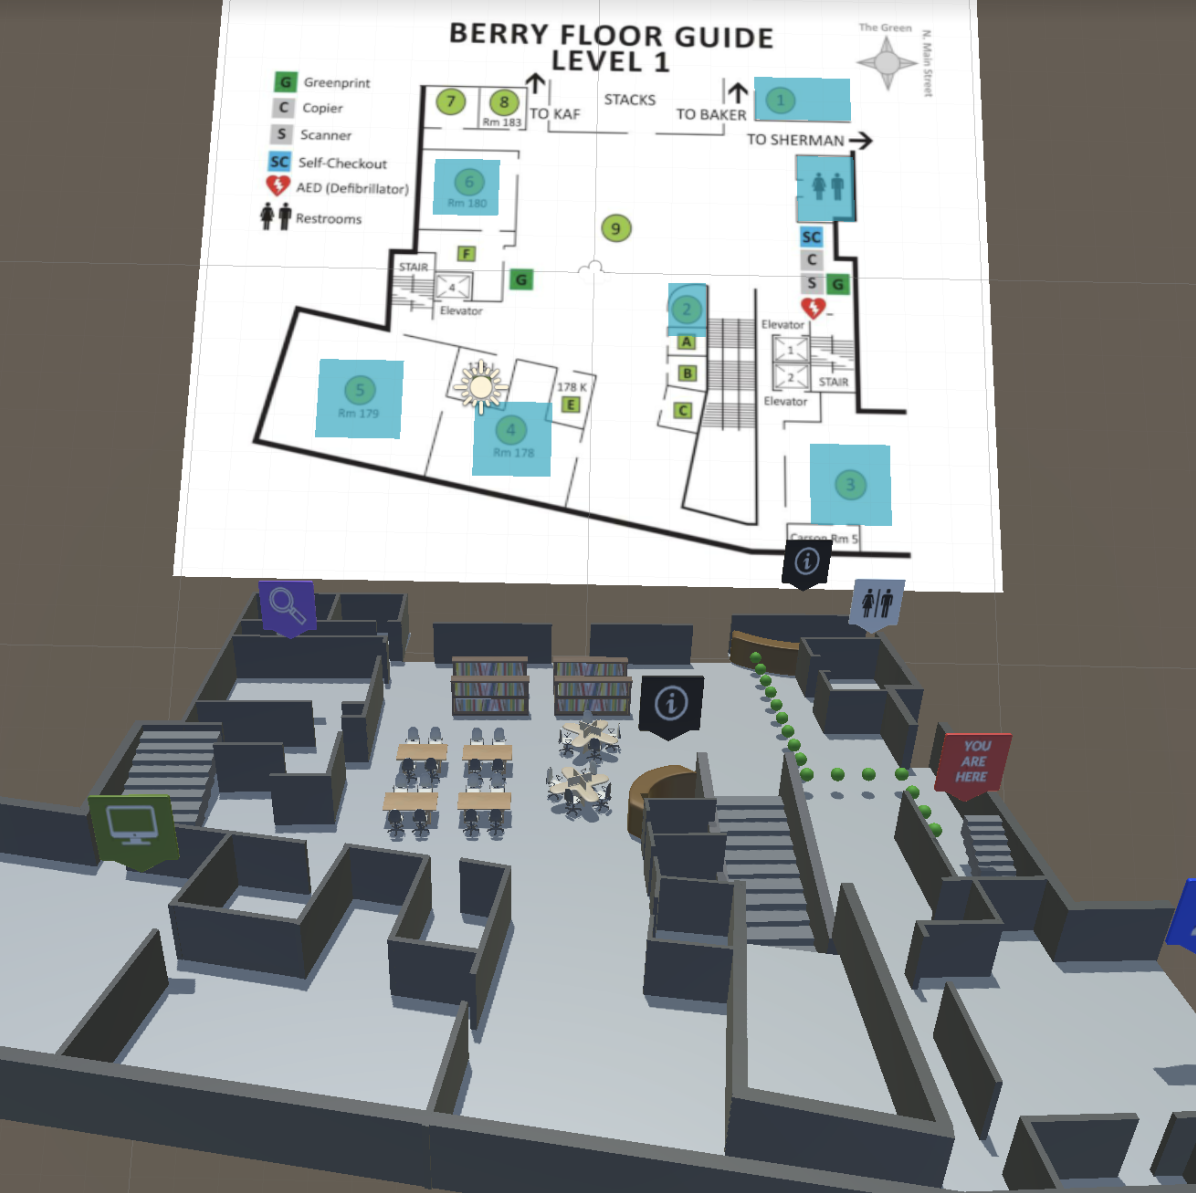 BERRY FLOOR GUIDE
LEVEL 1
The Green
N. Main Street
G Greenprint
C Copier
S Scanner
SC Self-Checkout
AED (Defibrillator)
Restrooms
7
8
Rm 183
TO KAF
STACKS
TO BAKER
1
TO SHERMAN
6
Rm 180
9
F
SC
C
S G
STAIR
4
G
Elevator
2
A
B
C
Elevator
1
2
STAIR
Elevator
5
Rm 179
178 K
E
4
Rm 178
3
Carson Rm 5
YOU
ARE
HERE